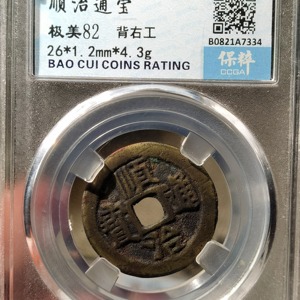 顺治通宝
极美82 背右工
26*1.2mm*4.3g
BAO CUI COINS RATING
B0821A7334
保粹
CCGA
順治通寶